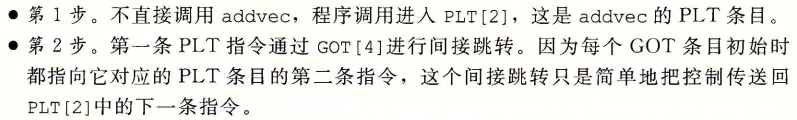 ● 第 1 步。不直接调用 addvec，程序调用进入 PLT[2]，这是 addvec 的 PLT 条目。
● 第 2 步。第一条 PLT 指令通过 GOT[4]进行间接跳转。因为每个 GOT 条目初始时
都指向它对应的 PLT 条目的第二条指令，这个间接跳转只是简单地把控制传送回
PLT[2]中的下一条指令。